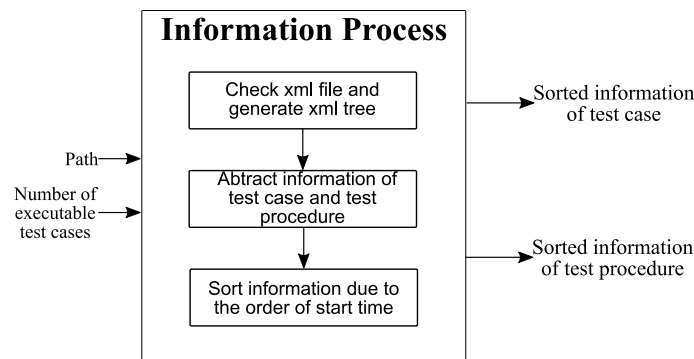 Information Process
Check xml file and
generate xml tree
Path
Number of
executable
test cases
Abtract information of
test case and test
procedure
Sort information due to
the order of start time
Sorted information
of test case
Sorted information
of test procedure